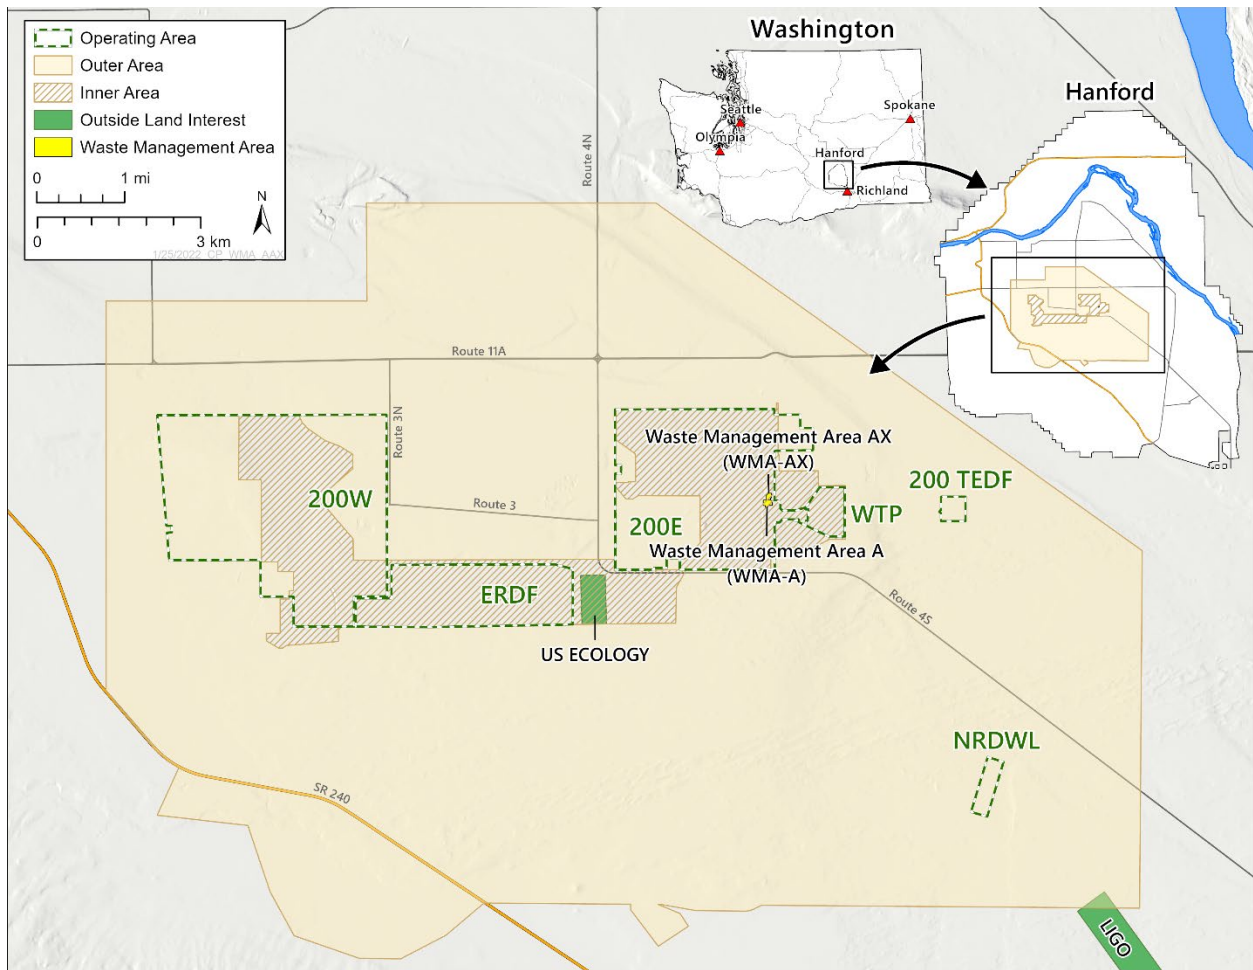 Operating Area
Outer Area
Inner Area
Outside Land Interest
Waste Management Area
0 1 mi
N
0 3 km
1/25/2022 CP_WMA_AAX
Washington
Seattle
Spokane
Olympia
Hanford
Richland
Hanford
Route 4N
Route 11A
Route 3N
Route 3
200W
Waste Management Area AX
(WMA-AX)
200 TEDF
WTP
200E
Waste Management Area A
(WMA-A)
ERDF
US ECOLOGY
Route 4S
NRDWL
SR 240
LIGO